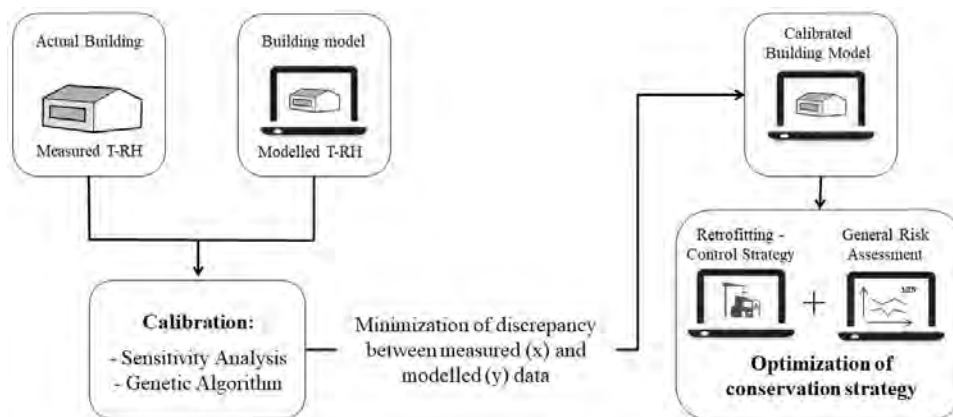 Actual Building
Measured T-RH
Building model
Modelled T-RH
Calibration:
- Sensitivity Analysis
- Genetic Algorithm
Minimization of discrepancy
between measured (x) and
modelled (y) data
Calibrated
Building Model
Retrofitting -
Control Strategy
+
General Risk
Assessment
Optimization of
conservation strategy